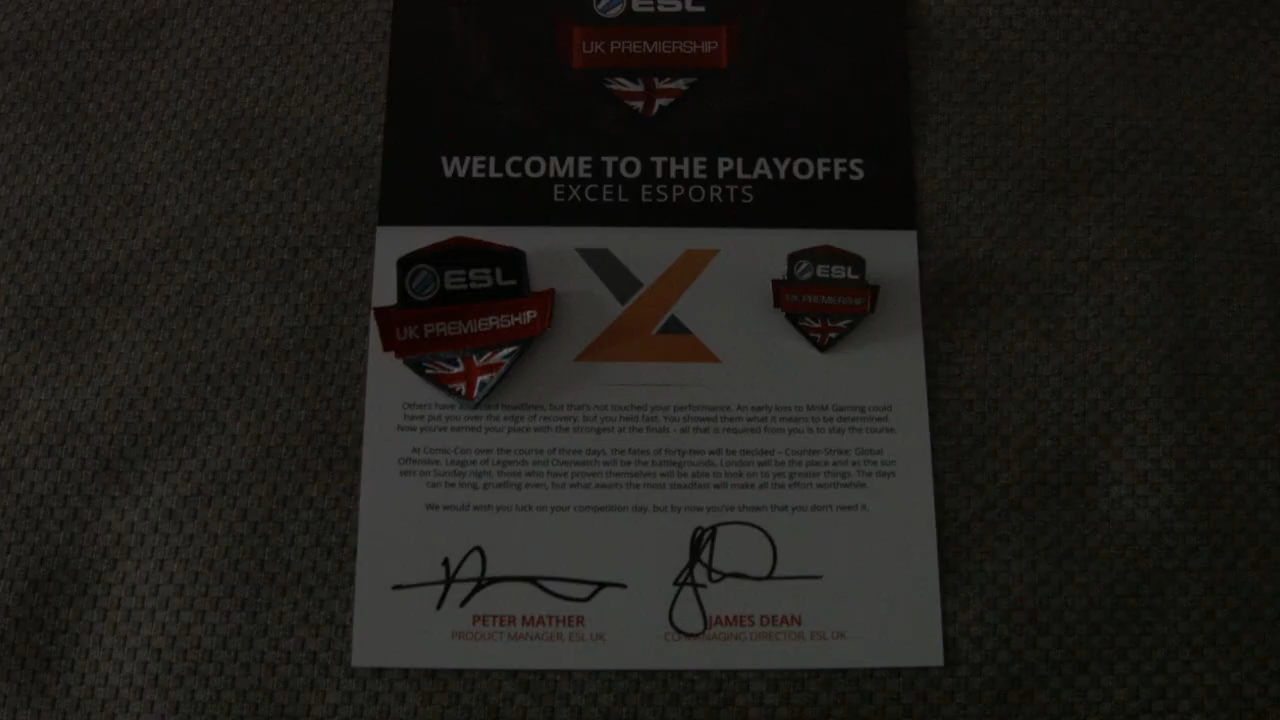 ESL
UK PREMIERSHIP
WELCOME TO THE PLAYOFFS
EXCEL ESPORTS
ESL
UK PREMIERSHIP
ESL
UK PREMIERSHIP
Others have headlines, but that's not touched your performance. An early loss to MnM Gaming could
have put you over the edge of recovery, but you held fast. You showed them what is means to be determined.
Now you've earned your place with the strongest at the finals – all that is required from you is to stay the course.
At Comic-Con over the course of three days, the fates of forty-two will be decided – Counter-Strike: Global
Offensive, League of Legends and Overwatch will be the battlegrounds, London will be the place and as the sun
sets on Sunday night, those who have proven themselves will be able to look on to yet greater things. The days
can be long, gruelling even, but what awaits the most steadfast will make all the effort worthwhile.
We would wish you luck on your competition day, but by now you've shown that you don't need it.
PETER MATHER
PRODUCT MANAGER, ESL UK
JAMES DEAN
CO-MANAGING DIRECTOR, ESL UK